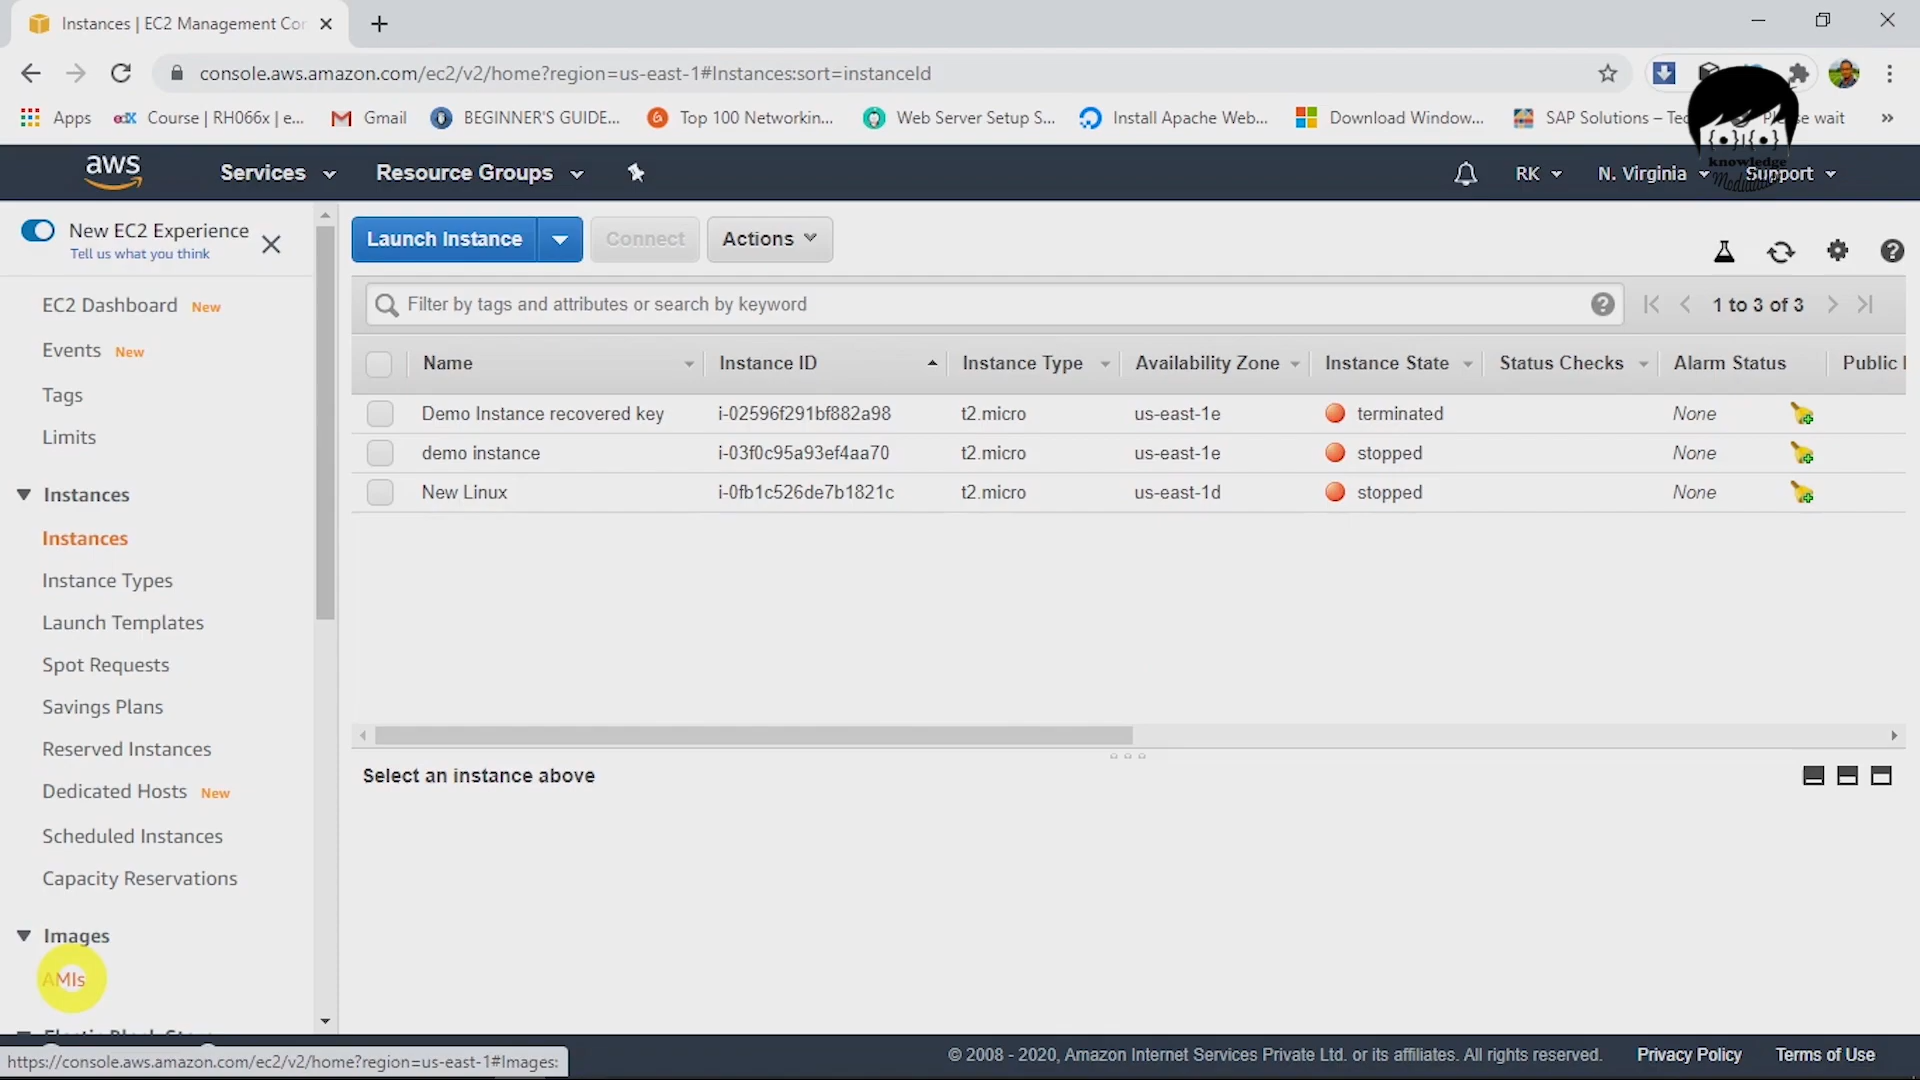 Instances | EC2 Management Cor
console.aws.amazon.com/ec2/v2/home?region=us-east-1#Instances:sort=instanceId
Apps
edX
Course | RH066x | e...
Gmail
BEGINNER'S GUIDE...
Top 100 Networkin...
Web Server Setup S...
Install Apache Web...
Download Window...
SAP Solutions – Tec
Please wait
»
aws
Services
Resource Groups
RK
N. Virginia
Support
knowledge
New EC2 Experience
Tell us what you think
EC2 Dashboard New
Events New
Tags
Limits
Instances
Instances
Instance Types
Launch Templates
Spot Requests
Savings Plans
Reserved Instances
Dedicated Hosts New
Scheduled Instances
Capacity Reservations
Images
AMIs
Launch Instance
Connect
Actions
Filter by tags and attributes or search by keyword
1 to 3 of 3
Name Instance ID Instance Type Availability Zone Instance State Status Checks Alarm Status Public
Demo Instance recovered key i-02596f291bf882a98 t2.micro us-east-1e terminated None
demo instance i-03f0c95a93ef4aa70 t2.micro us-east-1e stopped None
New Linux i-0fb1c526de7b1821c t2.micro us-east-1d stopped None
Select an instance above
https://console.aws.amazon.com/ec2/v2/home?region=us-east-1#Images:
© 2008 - 2020, Amazon Internet Services Private Ltd. or its affiliates. All rights reserved.
Privacy Policy
Terms of Use